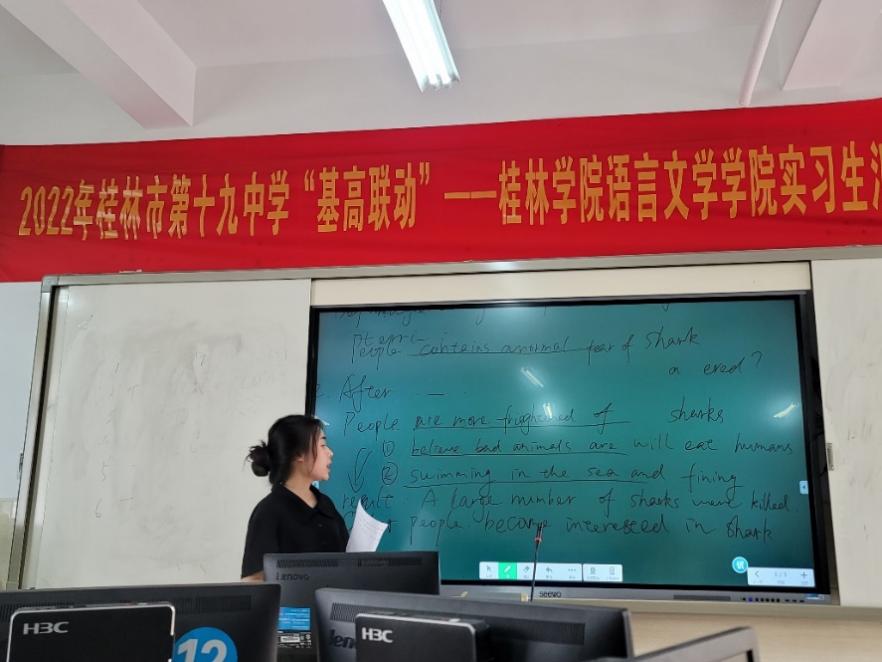 2022年桂林市第十九中学“基高联动”——桂林学院语言文学学院实习生
People contains anormal fear of shark
a ered?
After
People are more frightened of sharks
① believe bad animals are will eat humans
② swimming in the sea and fining
result: A large number of sharks were killed.
people become interested in shark
seewo
Lenovo
H3C
12
H3C